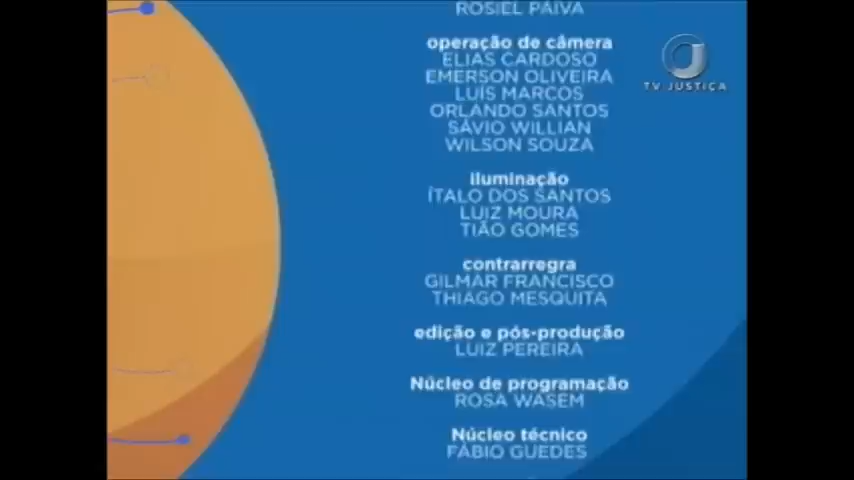 ROSIEL PAIVA
operação de câmera
ELIAS CARDOSO
EMERSON OLIVEIRA
LUÍS MARCOS
ORLANDO SANTOS
SÁVIO WILLIAN
WILSON SOUZA
TV JUSTIÇA
iluminação
ÍTALO DOS SANTOS
LUIZ MOURA
TIÃO GOMES
contrarregra
GILMAR FRANCISCO
THIAGO MESQUITA
edição e pós-produção
LUIZ PEREIRA
Núcleo de programação
ROSA WASEM
Núcleo técnico
FÁBIO GUEDES